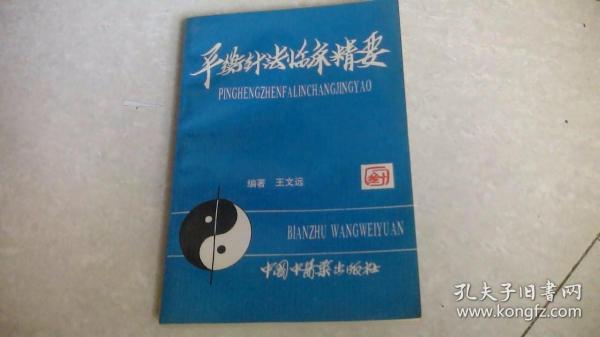 平衡针法临床精要
PINGHENGZHENFALINCHANGJINGYAO
编著 王文远
BIANZHU WANGWEIYUAN
中国中医药出版社
孔夫子旧书网
www.kongfz.com